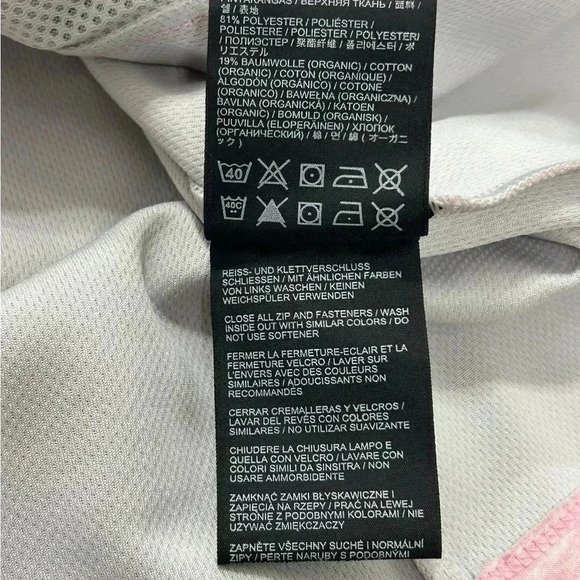 PINTARANGAS / ВЕРХНЯЯ ТКАНЬ / 面料 /
겉 / 表地
81% POLYESTER / POLIÉSTER /
POLIESTERE / POLIESTER / POLYESTERI /
ПОЛИЭСТЕР / 聚酯纤维 / 폴리에스터 / ポ
リエステル
19% BAUMWOLLE (ORGANIC) / COTTON
(ORGANIC) / COTON (ORGANIQUE) /
ALGODÓN (ORGÁNICO) / COTONE
(ORGANICO) / BAWEŁNA (ORGANICZNA) /
BAVLNA (ORGANICKÁ) / KATOEN
(ORGANIC) / BOMULD (ORGANISK) /
PUUVILLA (ELOPERÄINEN) / ХЛОПОК
(ОРГАНИЧЕСКИЙ) / 棉 / 면 / 綿 ( オーガニ
ック )
40
40C
REISS- UND KLETTVERSCHLUSS
SCHLIESSEN / MIT ÄHNLICHEN FARBEN
VON LINKS WASCHEN / KEINEN
WEICHSPÜLER VERWENDEN
CLOSE ALL ZIP AND FASTENERS / WASH
INSIDE OUT WITH SIMILAR COLORS / DO
NOT USE SOFTENER
FERMER LA FERMETURE-ECLAIR ET LA
FERMETURE VELCRO / LAVER SUR
L'ENVERS AVEC DES COULEURS
SIMILAIRES / ADOUCISSANTS NON
RECOMMANDÉS
CERRAR CREMALLERAS Y VELCROS /
LAVAR DEL REVÉS CON COLORES
SIMILARES / NO UTILIZAR SUAVIZANTE
CHIUDERE LA CHIUSURA LAMPO E
QUELLA CON VELCRO / LAVARE CON
COLORI SIMILI DA SINSITRA / NON
USARE AMMORBIDENTE
ZAMKNĄĆ ZAMKI BŁYSKAWICZNE I
ZAPIĘCIA NA RZEPY / PRAĆ NA LEWEJ
STRONIE Z PODOBNYMI KOLORAMI / NIE
UŻYWAĆ ZMIĘKCZACZY
ZAPNĚTE VŠECHNY SUCHÉ I NORMÁLNÍ
ZIPY / PERTE NARUBY S PODOBNÝMI